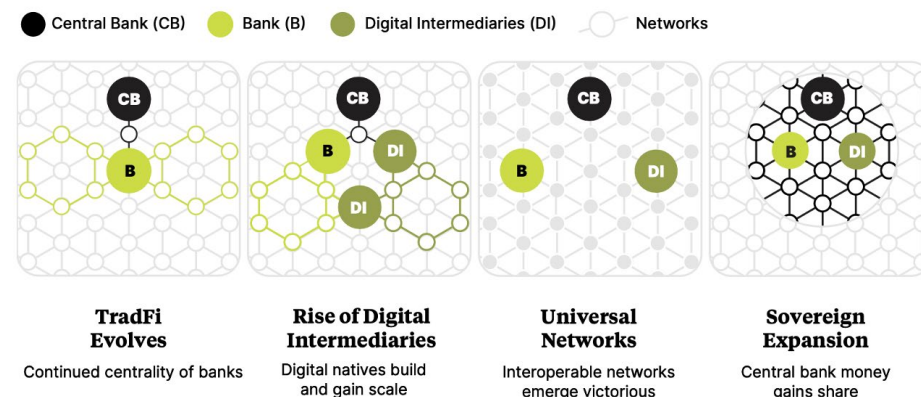 Central Bank (CB) Bank (B) Digital Intermediaries (DI) Networks
CB
B
CB
B
DI
DI
CB
B
DI
CB
B
DI
TradFi
Evolves
Continued centrality of banks
Rise of Digital
Intermediaries
Digital natives build
and gain scale
Universal
Networks
Interoperable networks
emerge victorious
Sovereign
Expansion
Central bank money
gains share